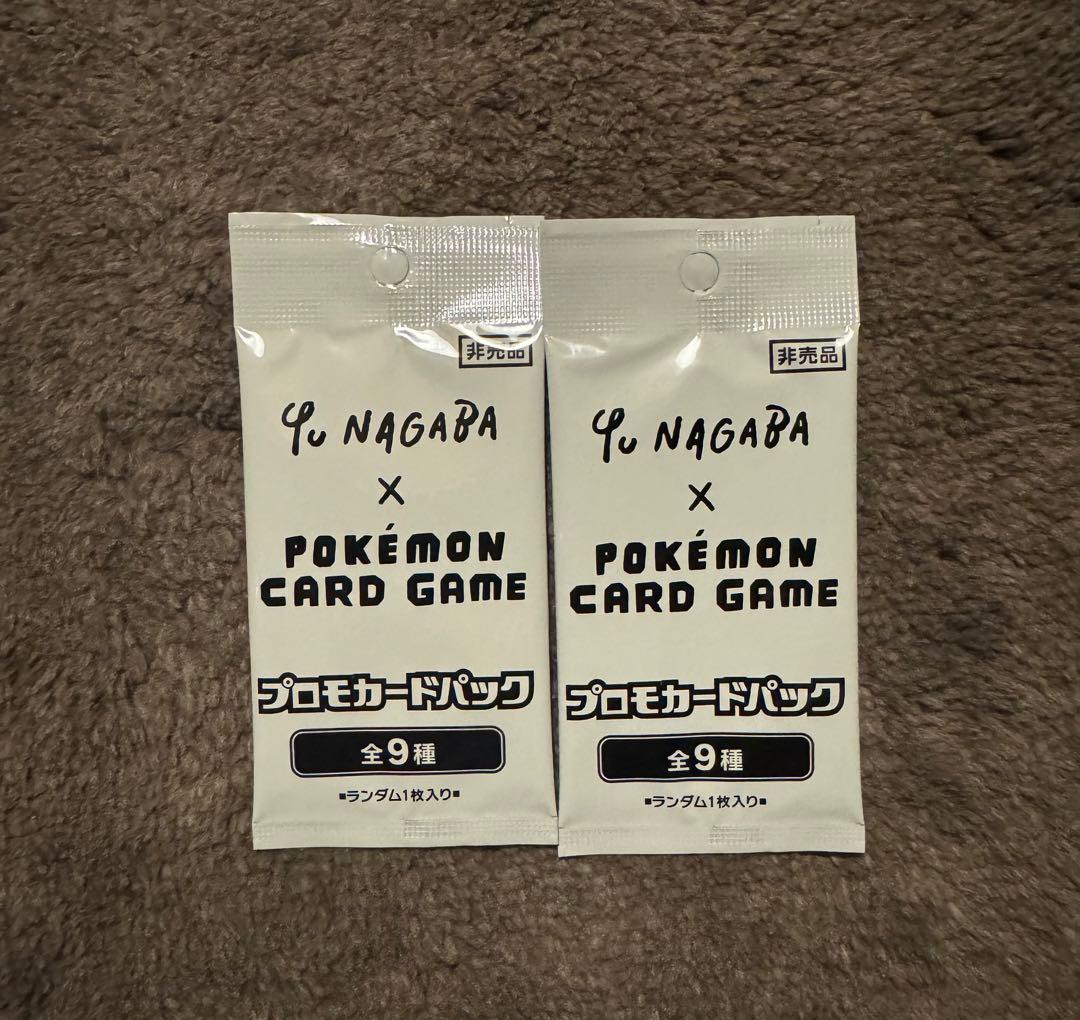 非売品
Yu NAGABA
×
POKÉMON
CARD GAME
プロモカードパック
全9種
■ランダム1枚入り■
非売品
Yu NAGABA
×
POKÉMON
CARD GAME
プロモカードパック
全9種
■ランダム1枚入り■